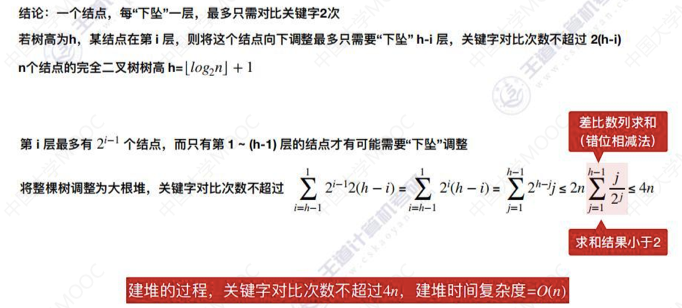 结论：一个结点，每“下坠”一层，最多只需对比关键字2次
若树高为h，某结点在第 i 层，则将这个结点向下调整最多只需要“下坠” h-i 层，关键字对比次数不超过 2(h-i)
n个结点的完全二叉树树高 h=⌊log₂n⌋ + 1
差比数列求和
（错位相减法）
第 i 层最多有 2^{i−1} 个结点，而只有第 1 ~ (h-1) 层的结点才有可能需要“下坠”调整
将整棵树调整为大根堆，关键字对比次数不超过 \sum_{i=h−1}^{1} 2^{i−1}2(h − i) = \sum_{i=h−1}^{1} 2^{i}(h − i) = \sum_{j=1}^{h−1} 2^{h−j}j ≤ 2n \sum_{j=1}^{h−1} \frac{j}{2^{j}} ≤ 4n
求和结果小于2
建堆的过程，关键字对比次数不超过4n，建堆时间复杂度=O(n)